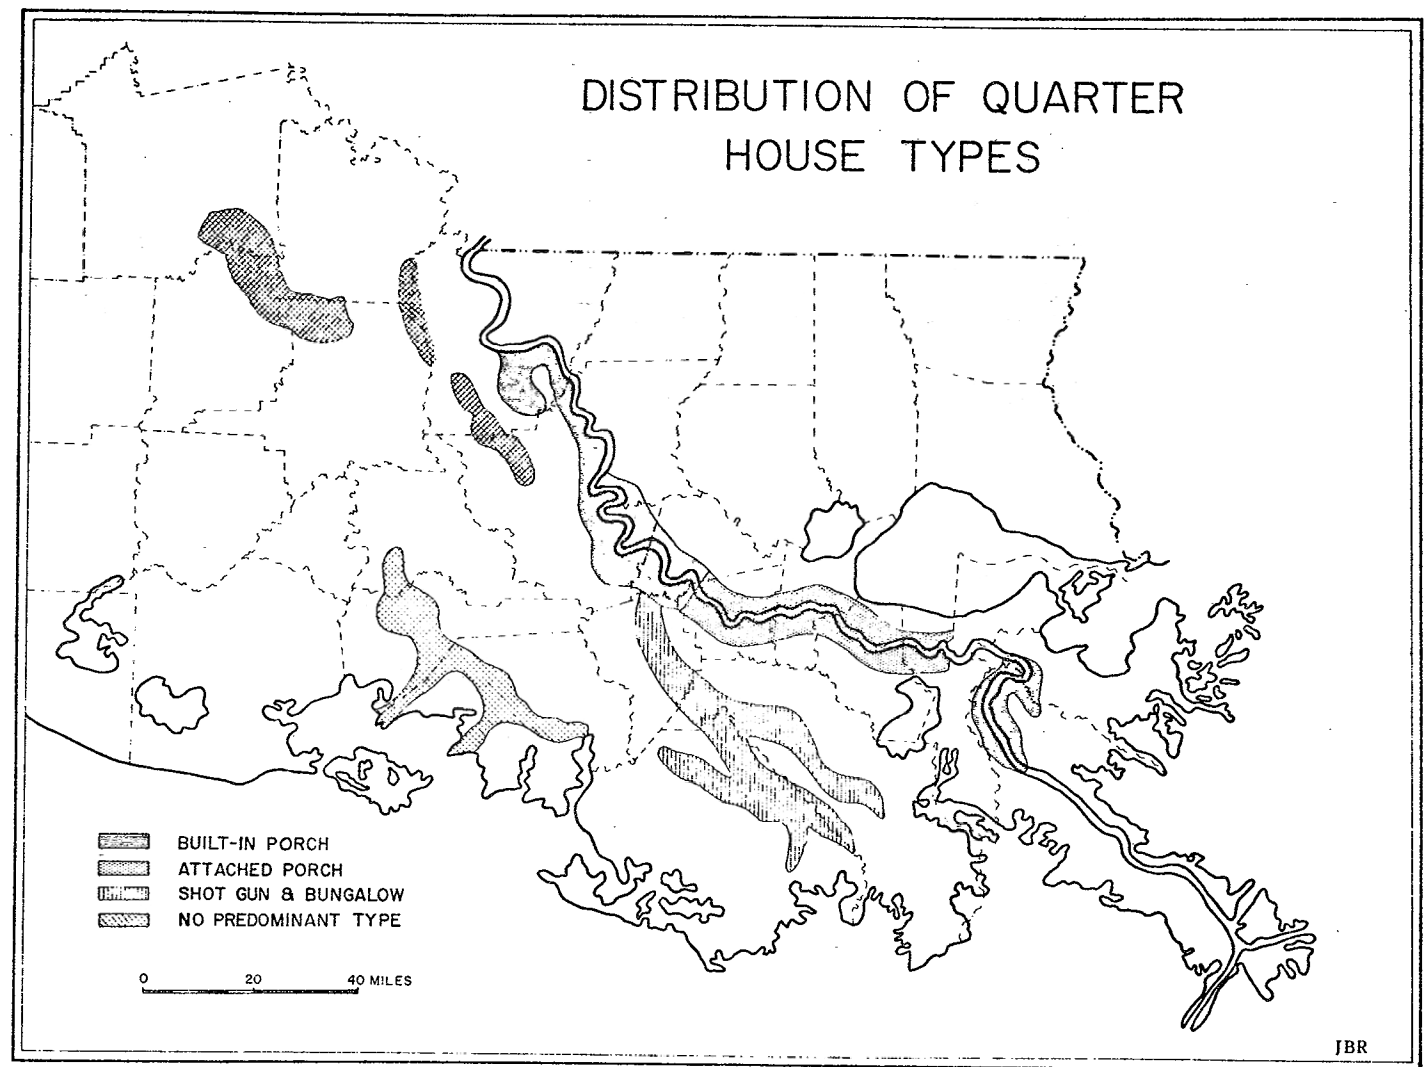 DISTRIBUTION OF QUARTER
HOUSE TYPES
BUILT-IN PORCH
ATTACHED PORCH
SHOT GUN & BUNGALOW
NO PREDOMINANT TYPE
0 20 40 MILES
JBR